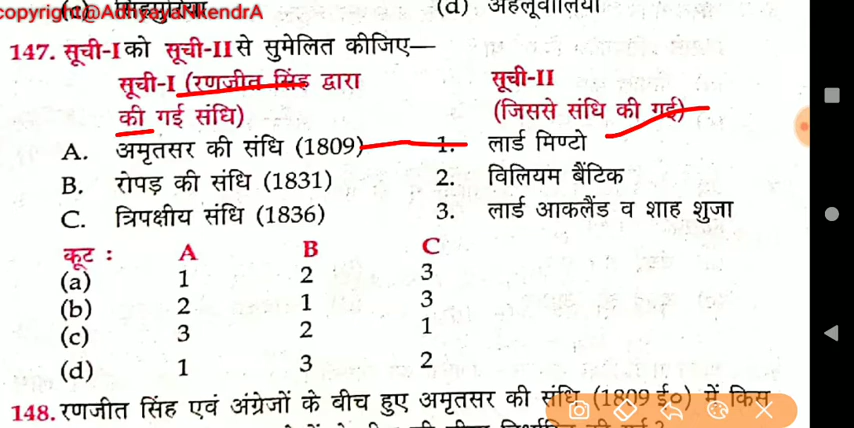 copyright@AdhyayaNkendrA
(d) अहलूवालिया
147. सूची-I को सूची-II से सुमेलित कीजिए—
सूची-I (रणजीत सिंह द्वारा की गई संधि)
सूची-II (जिससे संधि की गई)
A. अमृतसर की संधि (1809) 1. लार्ड मिण्टो
B. रोपड़ की संधि (1831) 2. विलियम बैंटिक
C. त्रिपक्षीय संधि (1836) 3. लार्ड आकलैंड व शाह शुजा
कूट : A B C
(a) 1 2 3
(b) 2 1 3
(c) 3 2 1
(d) 1 3 2
148. रणजीत सिंह एवं अंग्रेजों के बीच हुए अमृतसर की संधि (1809 ई०) में किस